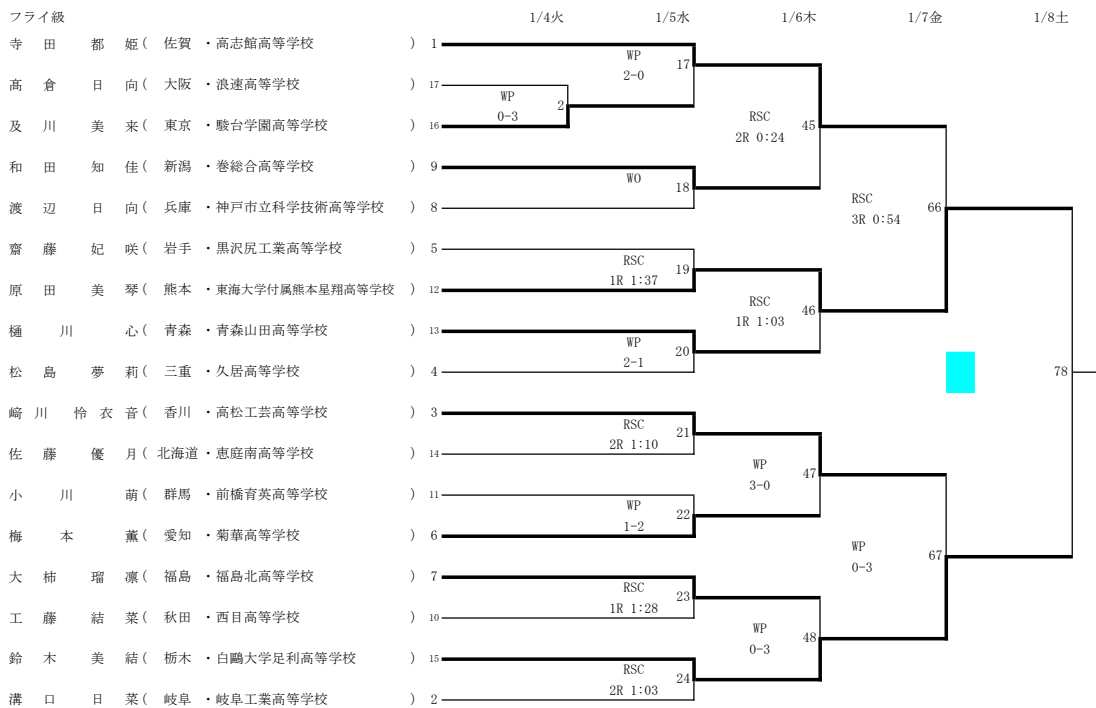 フライ級 1/4火 1/5水 1/6木 1/7金 1/8土
寺田都姫( 佐賀 ・高志館高等学校 ) 1
WP 17
2-0
髙倉日向( 大阪 ・浪速高等学校 ) 17
WP 2
0-3
RSC 45
2R 0:24
及川美来( 東京 ・駿台学園高等学校 ) 16
和田知佳( 新潟 ・巻総合高等学校 ) 9
WO 18
渡辺日向( 兵庫 ・神戸市立科学技術高等学校 ) 8
RSC 66
3R 0:54
齋藤妃咲( 岩手 ・黒沢尻工業高等学校 ) 5
RSC 19
1R 1:37
原田美琴( 熊本 ・東海大学付属熊本星翔高等学校 ) 12
RSC 46
1R 1:03
樋川心( 青森 ・青森山田高等学校 ) 13
WP 20
2-1
松島夢莉( 三重 ・久居高等学校 ) 4
78
﨑川怜衣音( 香川 ・高松工芸高等学校 ) 3
RSC 21
2R 1:10
佐藤優月( 北海道 ・恵庭南高等学校 ) 14
WP 47
3-0
小川萌( 群馬 ・前橋育英高等学校 ) 11
WP 22
1-2
梅本薫( 愛知 ・菊華高等学校 ) 6
WP 67
0-3
大柿瑠凛( 福島 ・福島北高等学校 ) 7
RSC 23
1R 1:28
工藤結菜( 秋田 ・西目高等学校 ) 10
WP 48
0-3
鈴木美結( 栃木 ・白鷗大学足利高等学校 ) 15
RSC 24
2R 1:03
溝口日菜( 岐阜 ・岐阜工業高等学校 ) 2